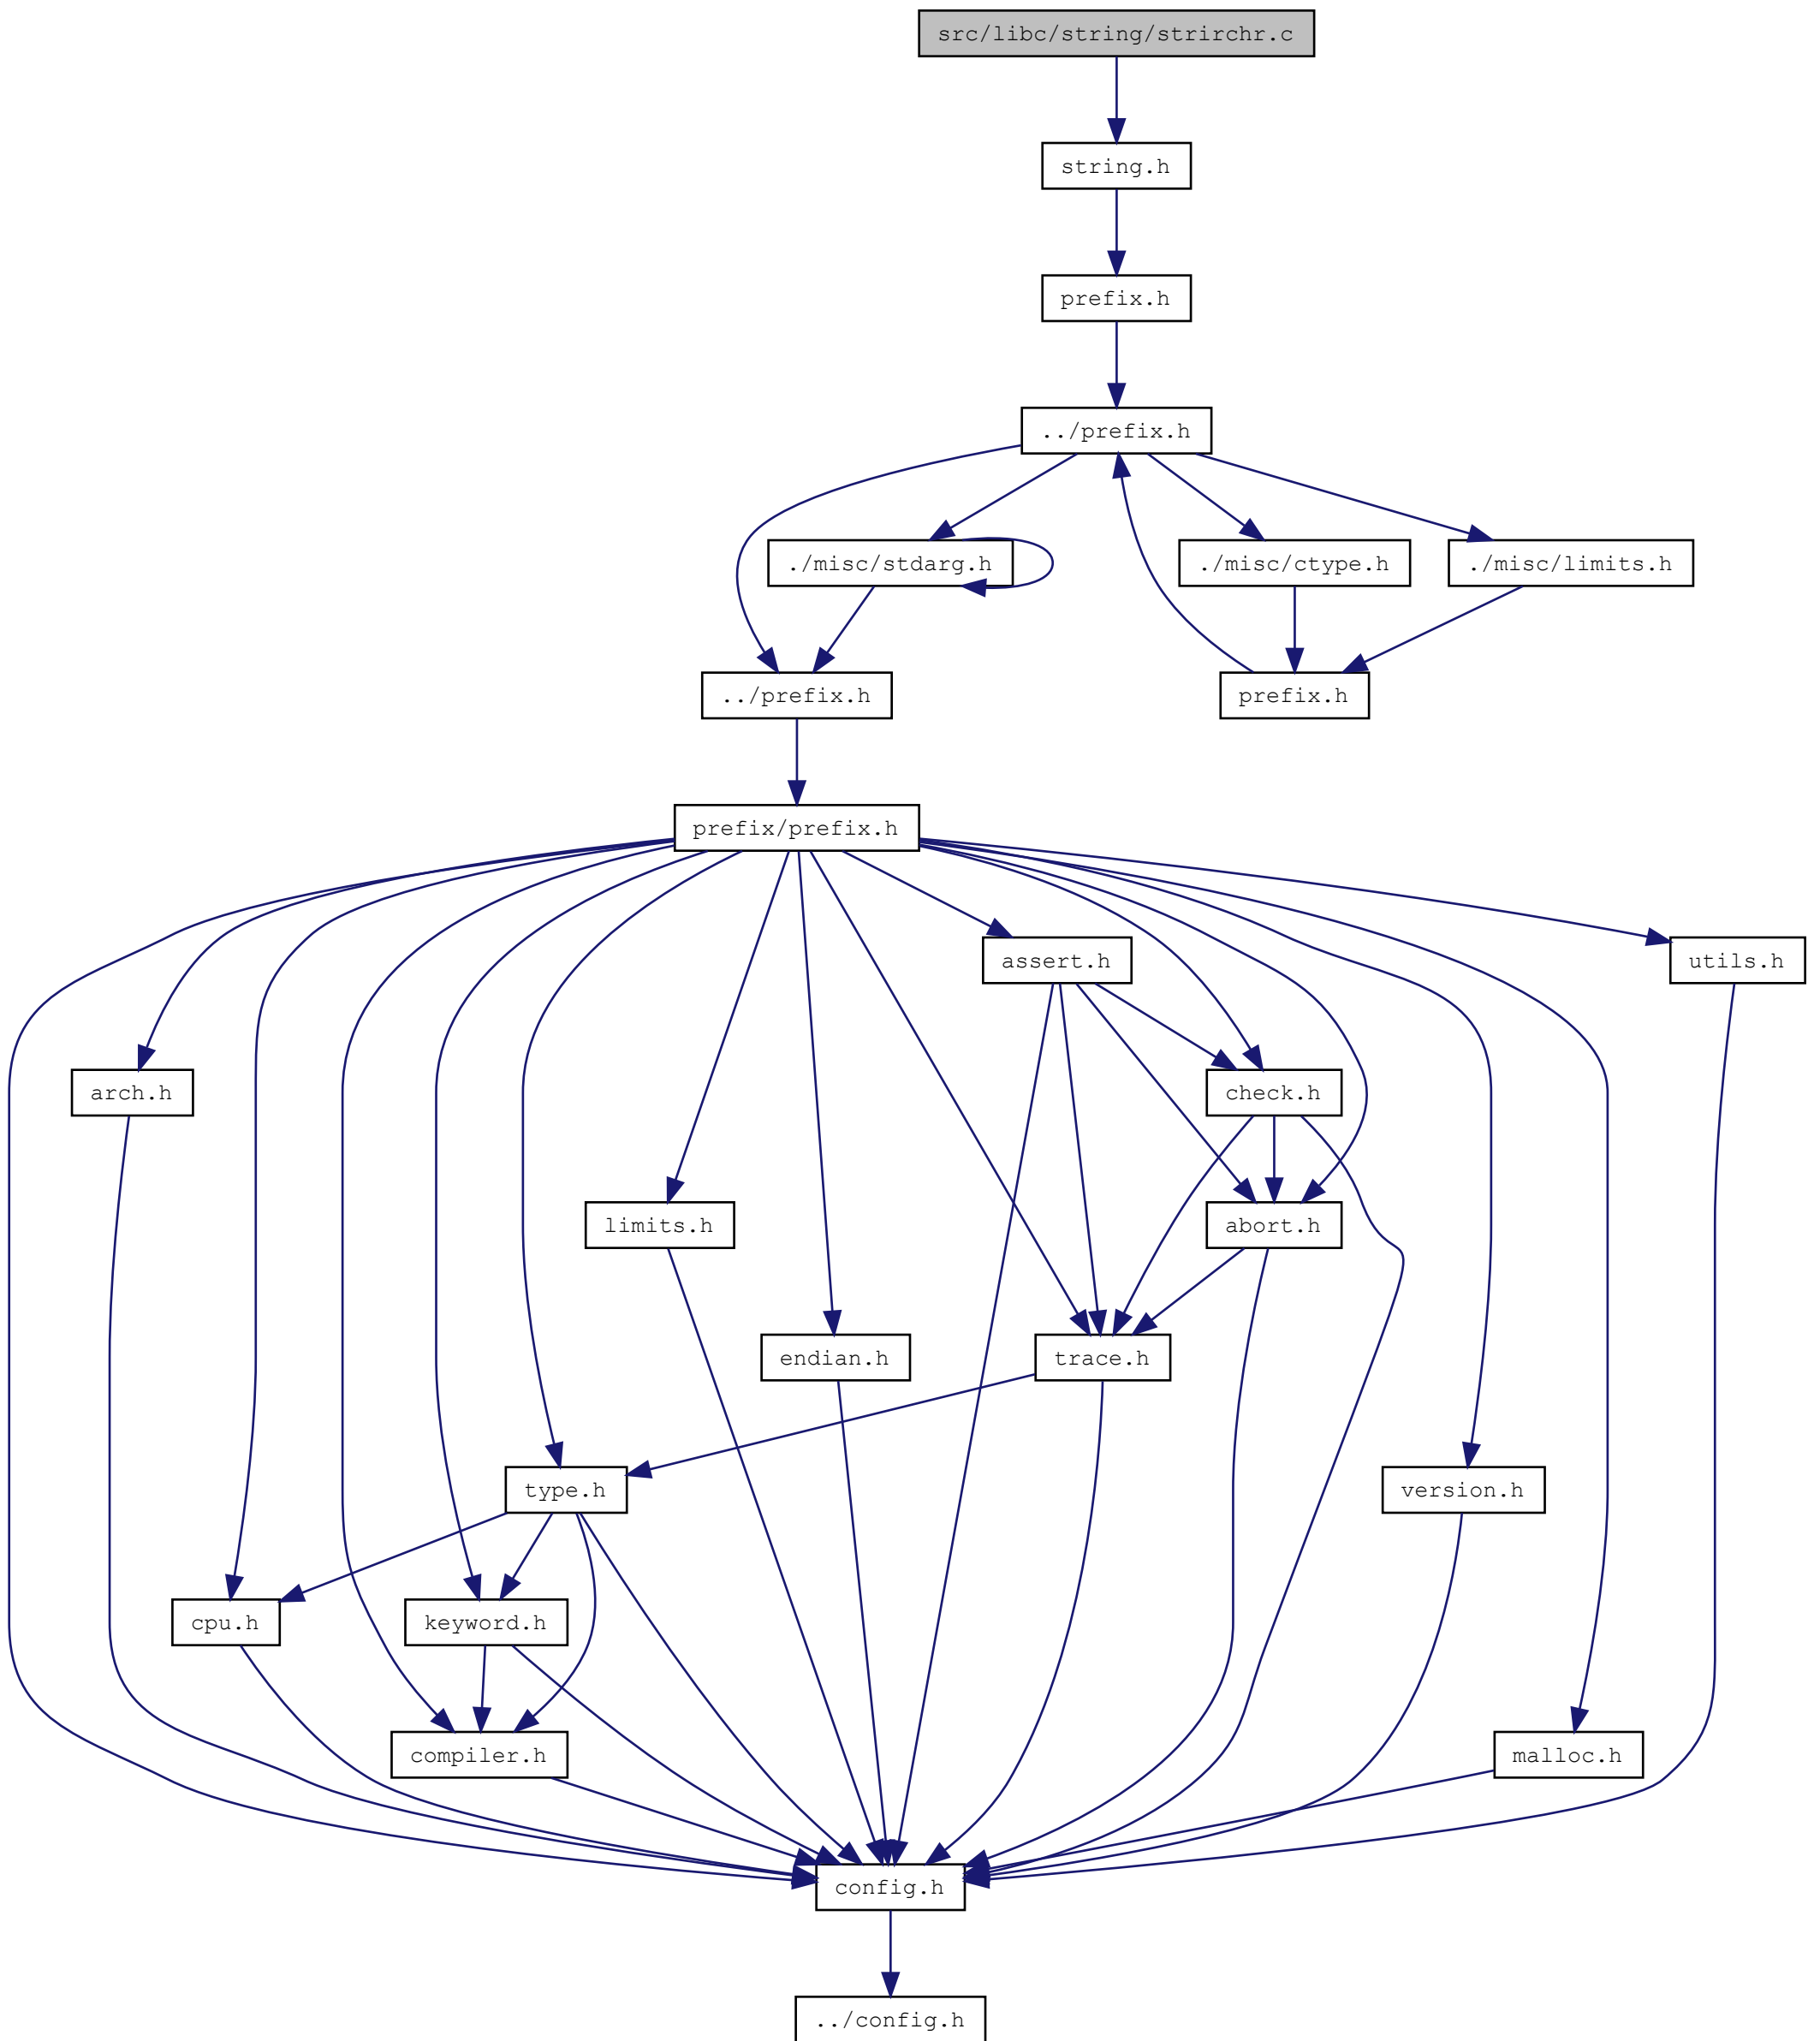 src/libc/string/strirchr.c
string.h
prefix.h
../prefix.h
./misc/stdarg.h
./misc/ctype.h
./misc/limits.h
../prefix.h
prefix.h
prefix/prefix.h
assert.h
utils.h
arch.h
check.h
limits.h
abort.h
endian.h
trace.h
type.h
version.h
cpu.h
keyword.h
compiler.h
malloc.h
config.h
../config.h